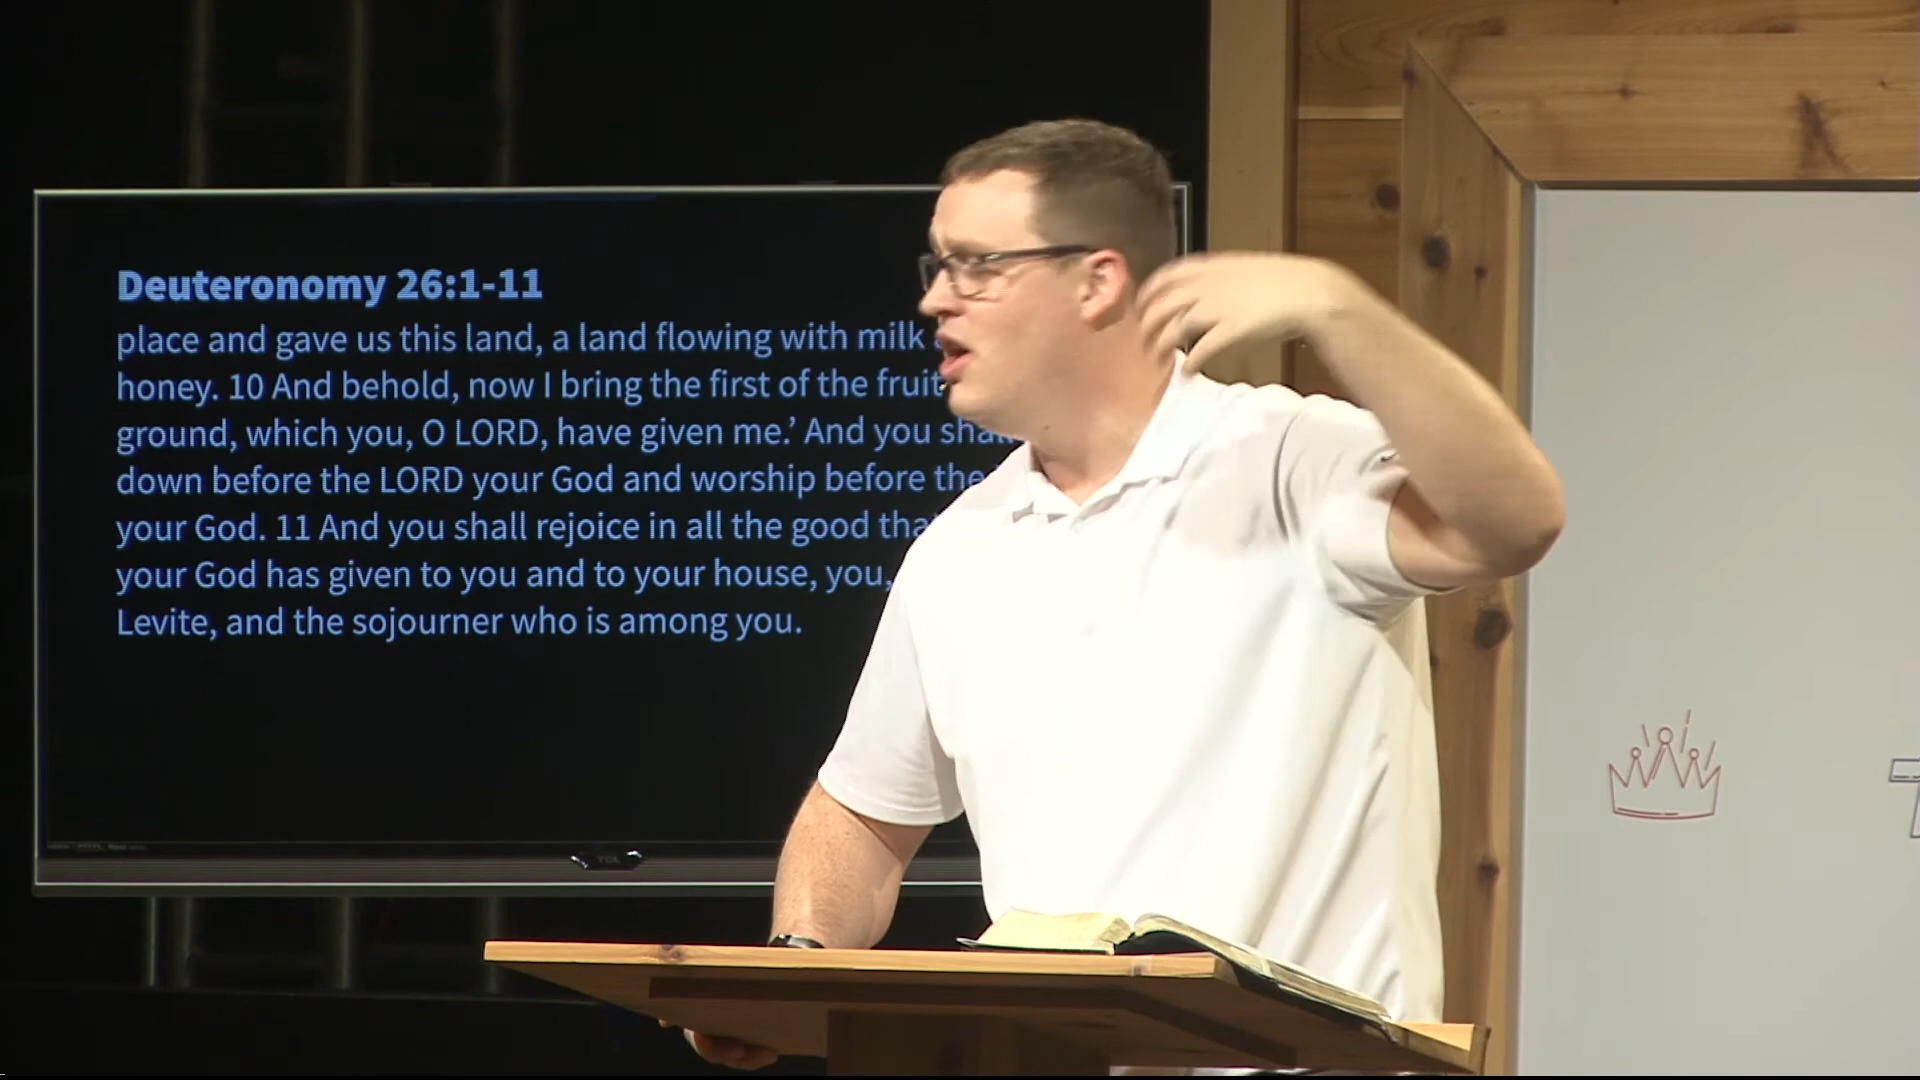 Deuteronomy 26:1-11
place and gave us this land, a land flowing with milk
honey. 10 And behold, now I bring the first of the fruit
ground, which you, O LORD, have given me.’ And you shall
down before the LORD your God and worship before the
your God. 11 And you shall rejoice in all the good that
your God has given to you and to your house, you,
Levite, and the sojourner who is among you.
TCL